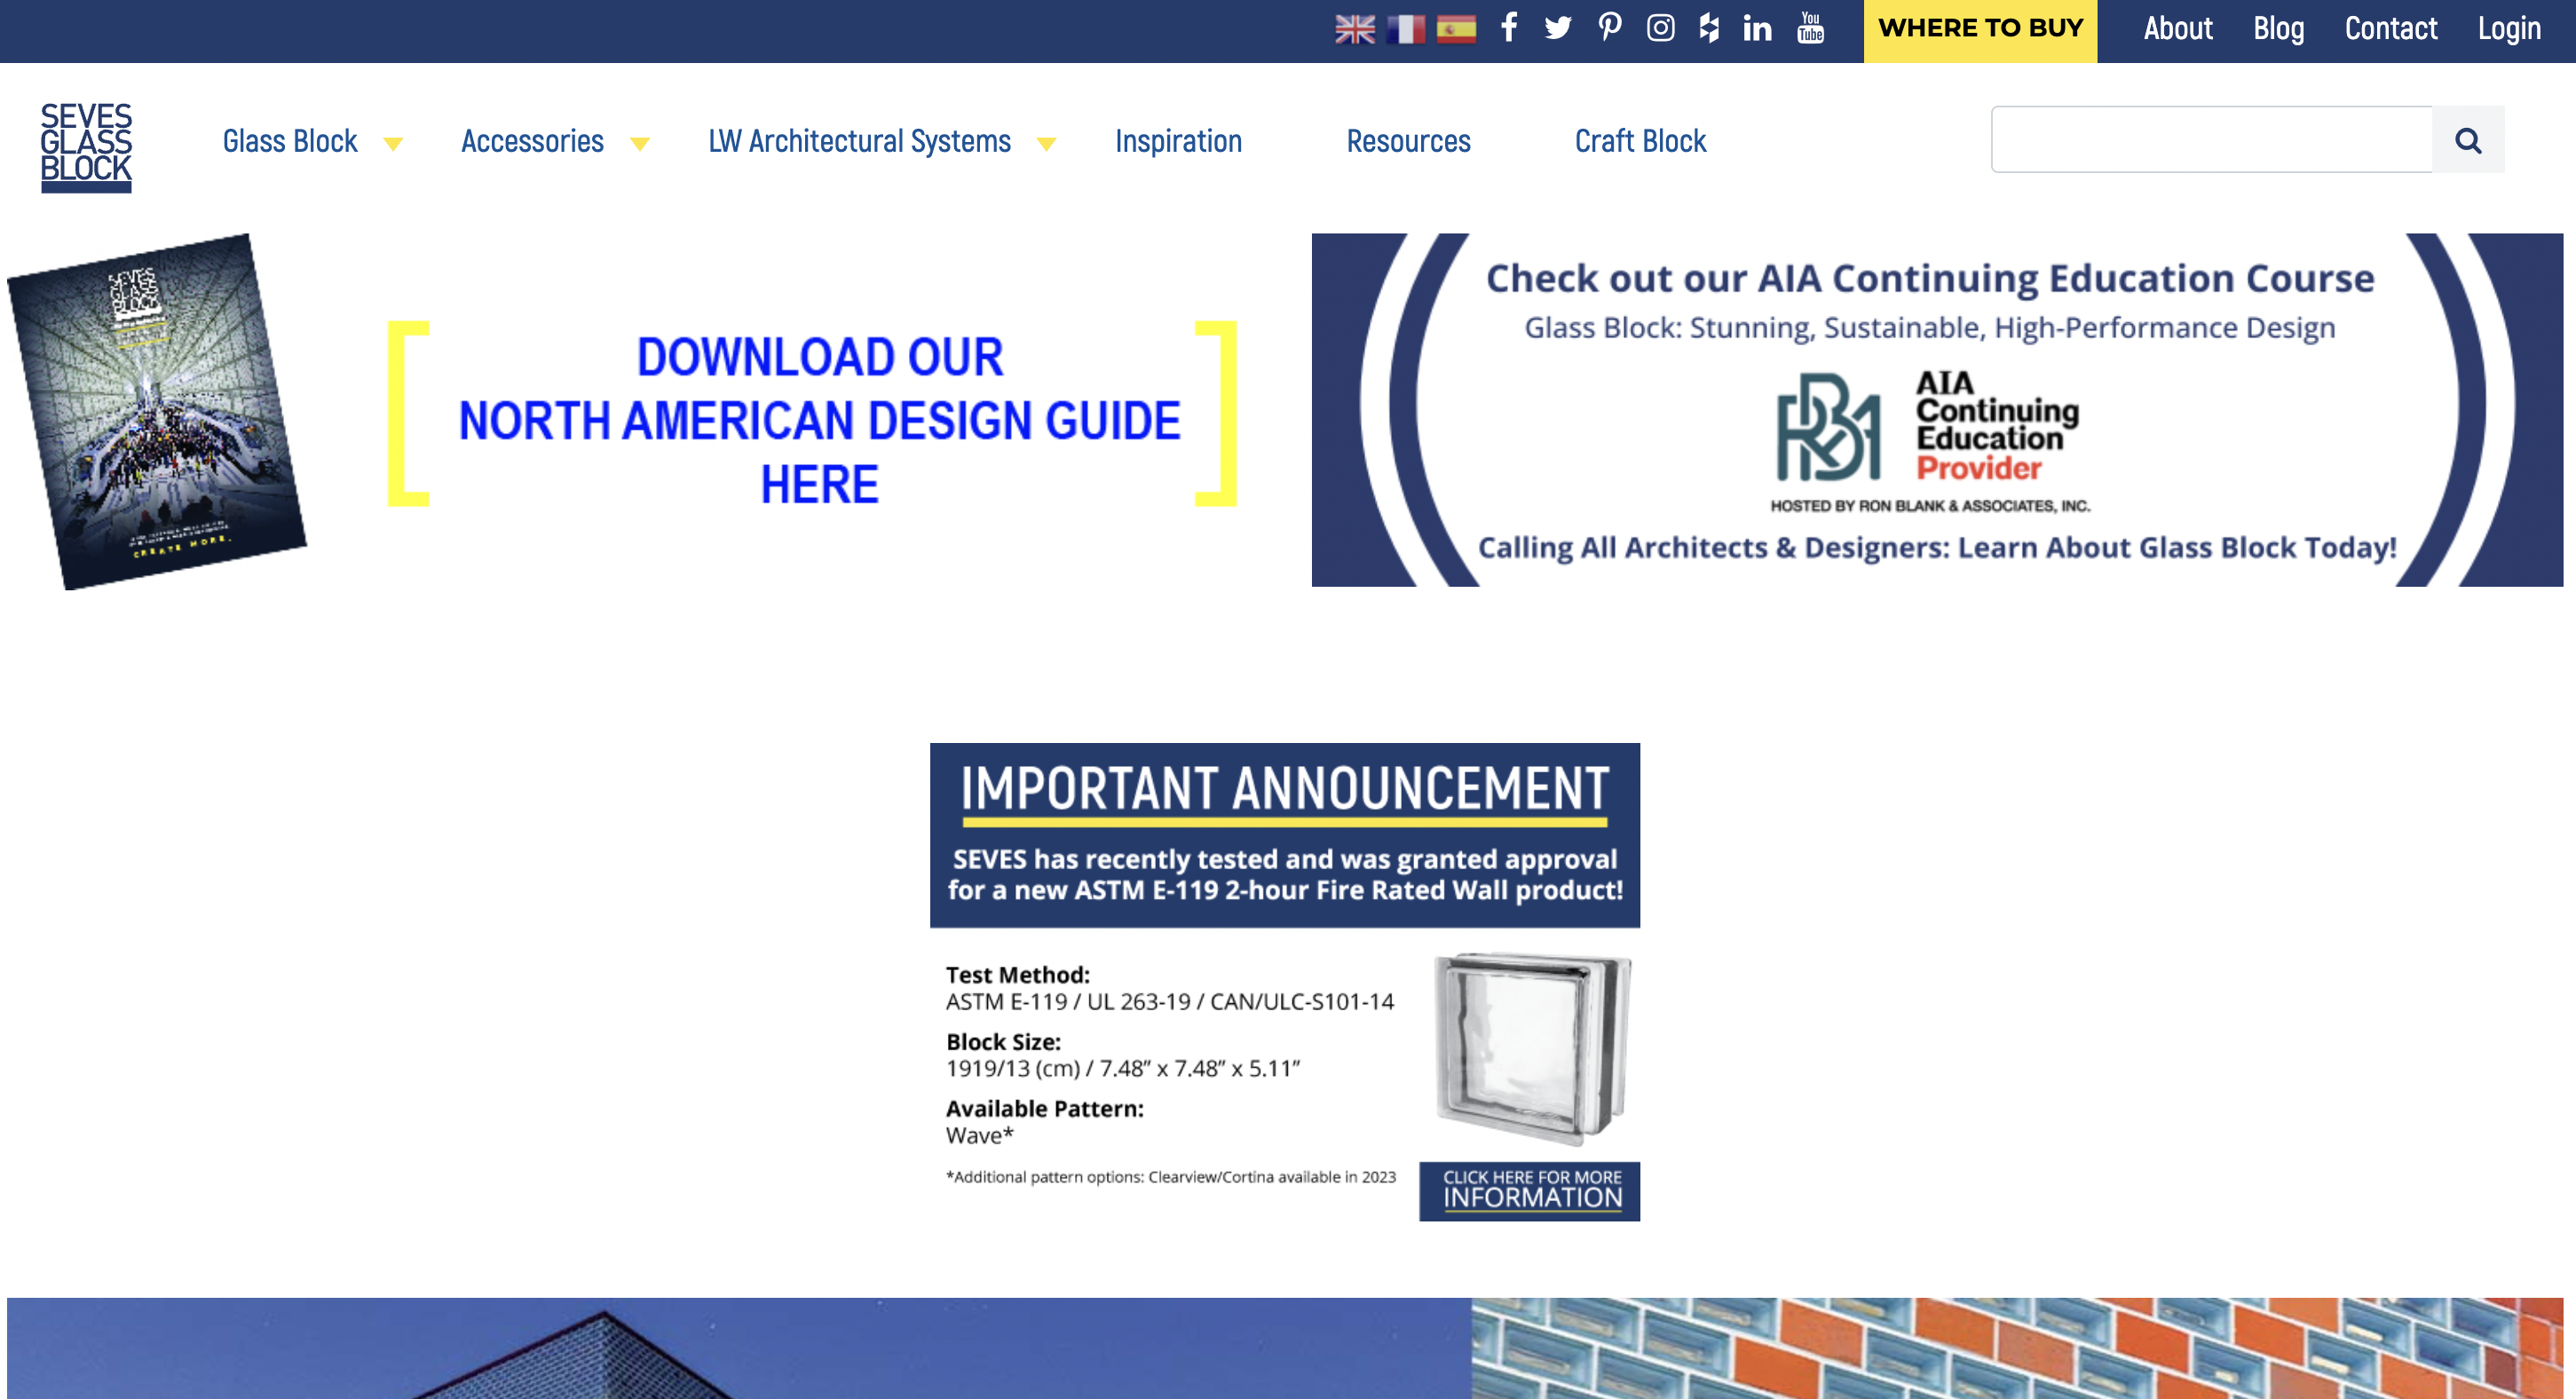 You
Tube
WHERE TO BUY
About
Blog
Contact
Login
SEVES
GLASS
BLOCK
Glass Block
Accessories
LW Architectural Systems
Inspiration
Resources
Craft Block
SEVES
GLASS
BLOCK
CREATE MORE.
DOWNLOAD OUR
NORTH AMERICAN DESIGN GUIDE
HERE
Check out our AIA Continuing Education Course
Glass Block: Stunning, Sustainable, High-Performance Design
AIA
Continuing
Education
Provider
HOSTED BY RON BLANK & ASSOCIATES, INC.
Calling All Architects & Designers: Learn About Glass Block Today!
IMPORTANT ANNOUNCEMENT
SEVES has recently tested and was granted approval
for a new ASTM E-119 2-hour Fire Rated Wall product!
Test Method:
ASTM E-119 / UL 263-19 / CAN/ULC-S101-14
Block Size:
1919/13 (cm) / 7.48” x 7.48” x 5.11”
Available Pattern:
Wave*
*Additional pattern options: Clearview/Cortina available in 2023
CLICK HERE FOR MORE
INFORMATION